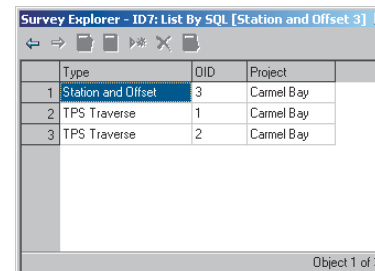 Survey Explorer - ID7: List By SQL [Station and Offset 3]
Type OID Project
1 Station and Offset 3 Carmel Bay
2 TPS Traverse 1 Carmel Bay
3 TPS Traverse 2 Carmel Bay
Object 1 of